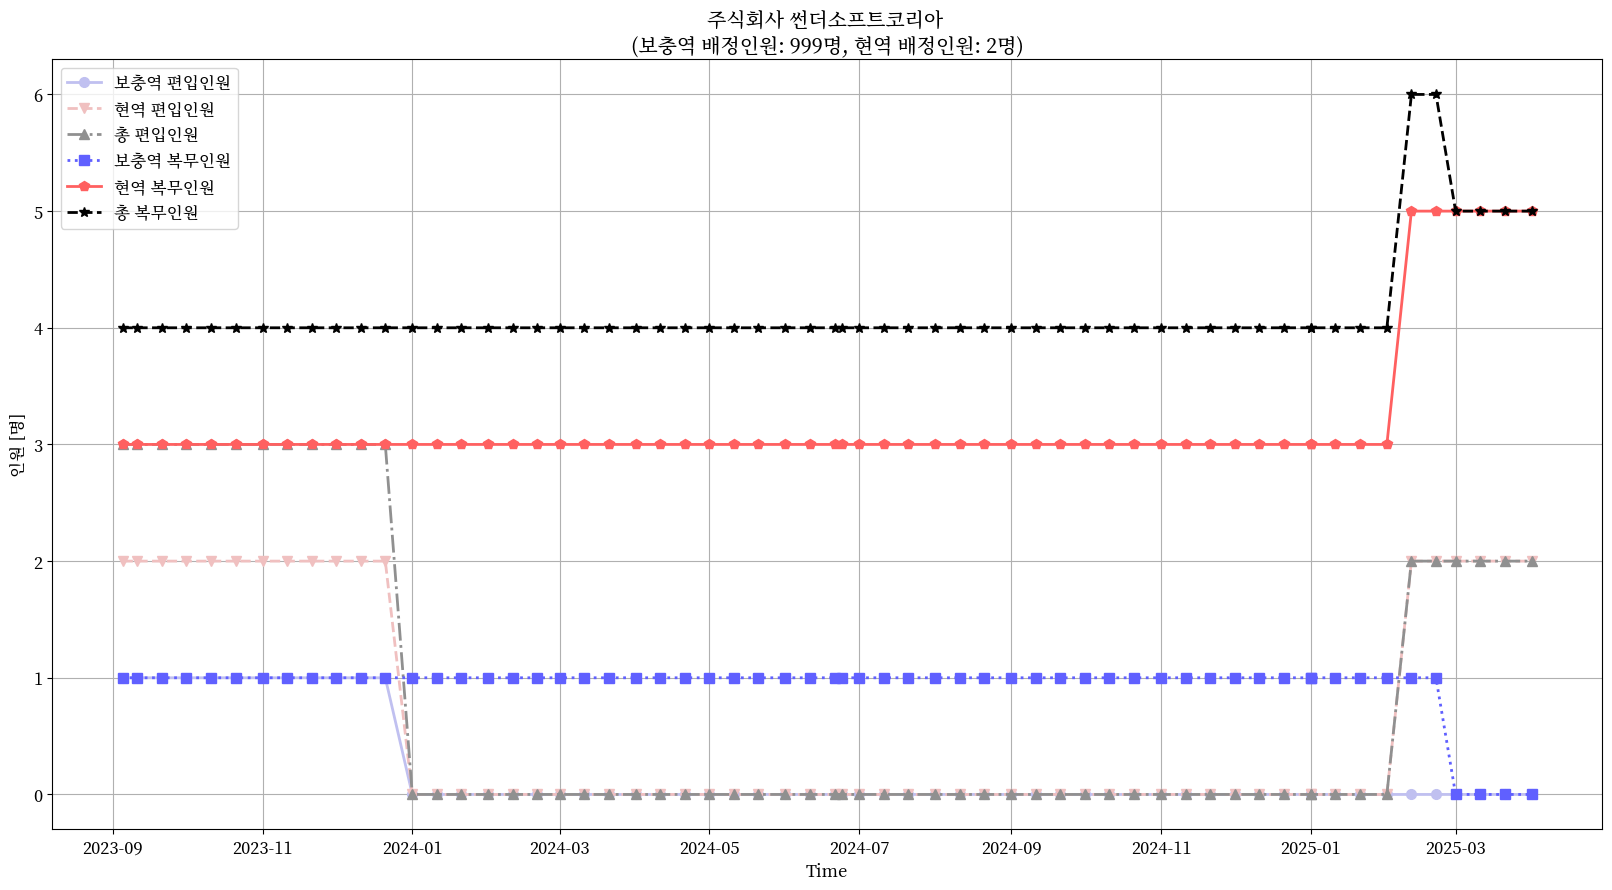 주식회사 썬더소프트코리아
(보충역 배정인원: 999명, 현역 배정인원: 2명)
보충역 편입인원
현역 편입인원
총 편입인원
보충역 복무인원
현역 복무인원
총 복무인원
인원 [명]
6
5
4
3
2
1
0
2023-09 2023-11 2024-01 2024-03 2024-05 2024-07 2024-09 2024-11 2025-01 2025-03
Time